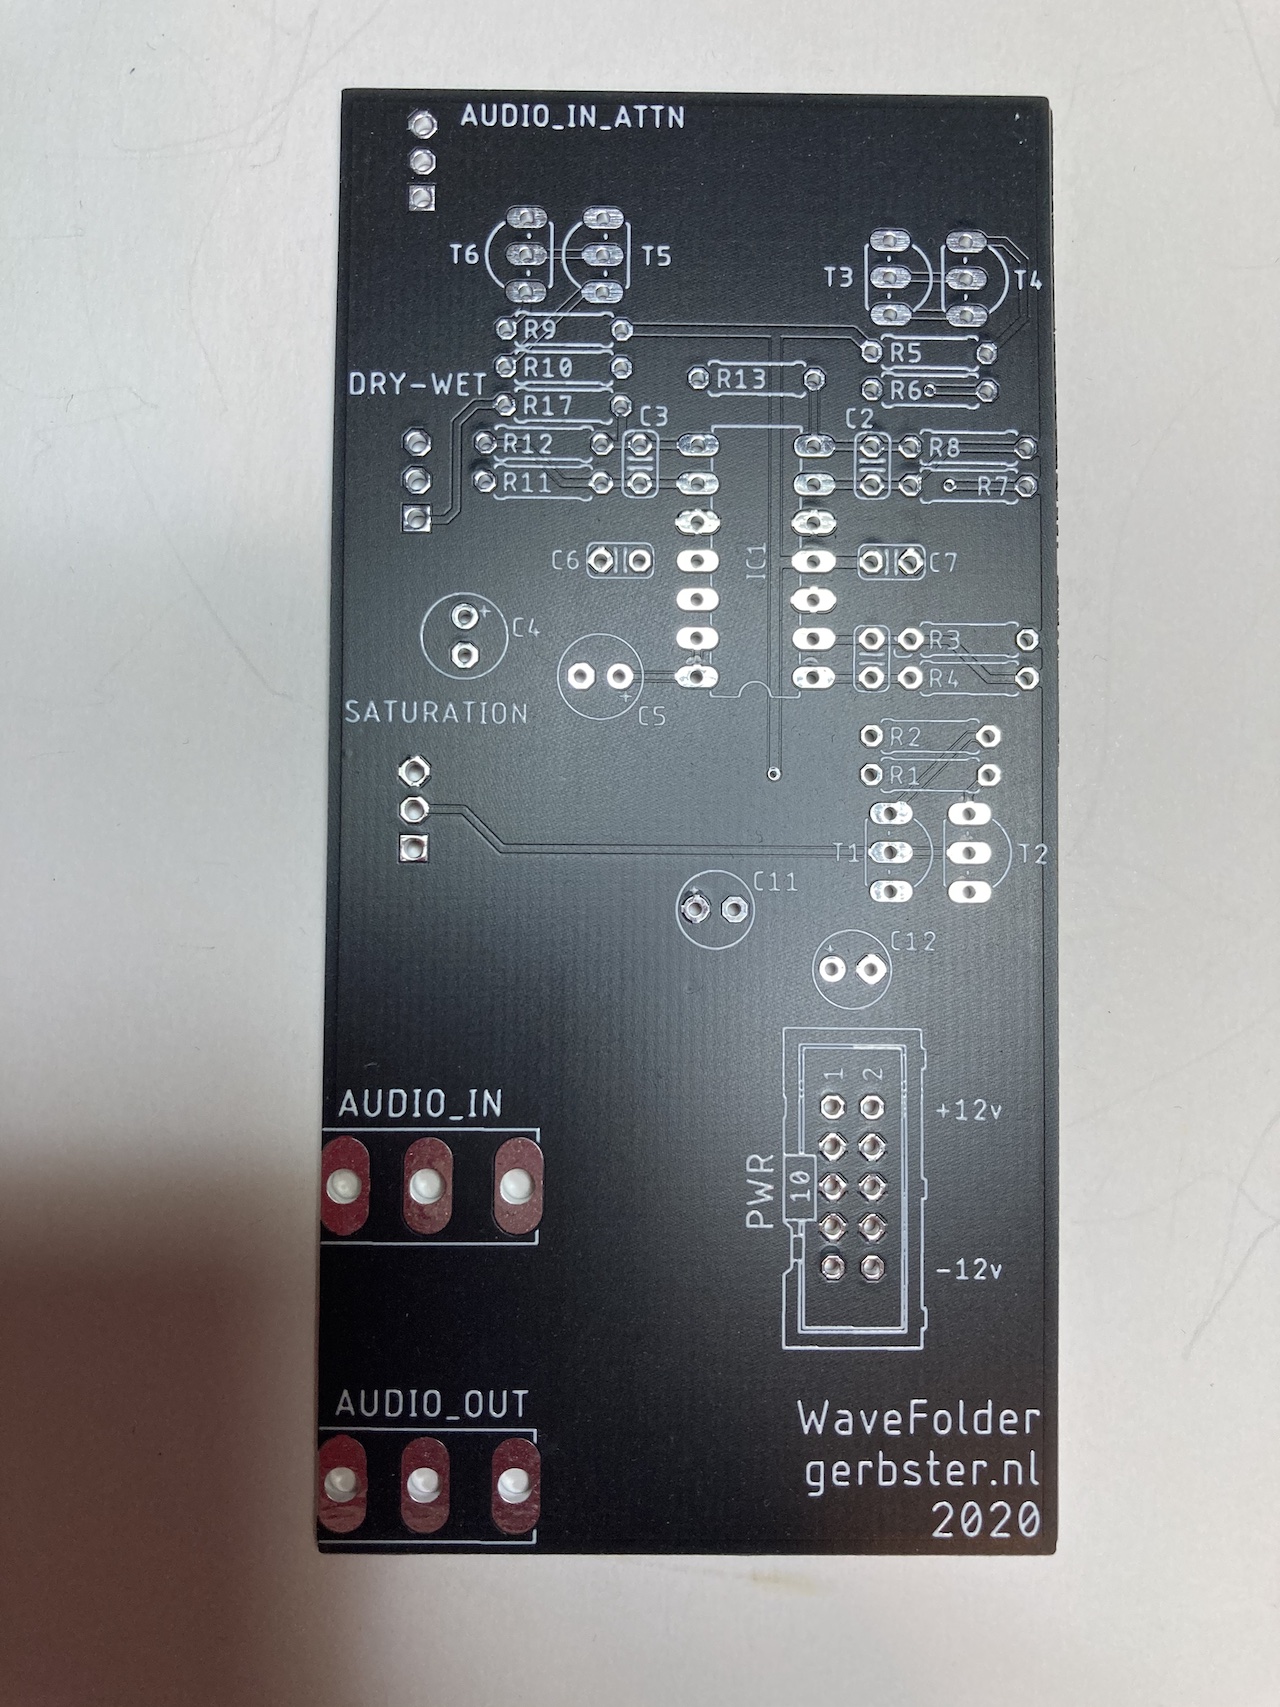 AUDIO_IN_ATTN
T6
T5
T3
T4
R9
R5
R10
R13
R6
DRY-WET
R17
C3
C2
R12
R8
R11
R7
IC1
C6
C7
C4
R3
R4
SATURATION
C5
R2
R1
T1
T2
C11
C12
1 2
+12v
AUDIO_IN
PWR
10
-12v
AUDIO_OUT
WaveFolder
gerbster.nl
2020